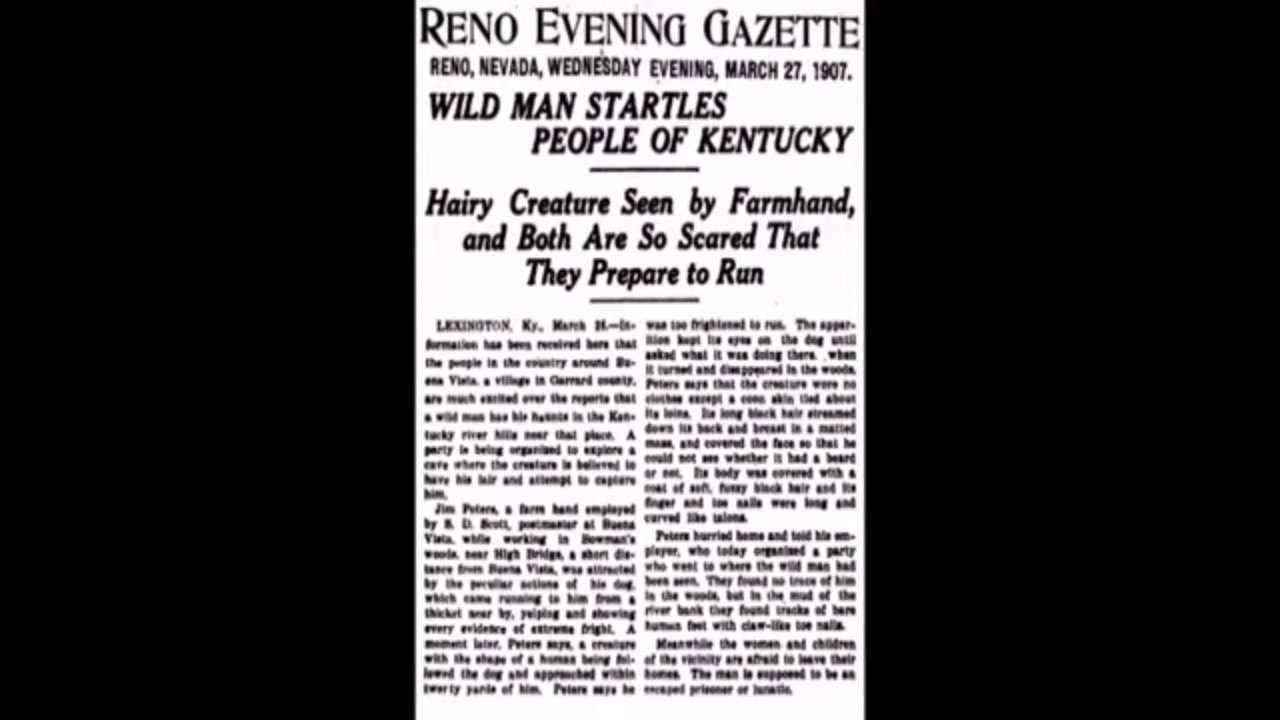 RENO EVENING GAZETTE
RENO, NEVADA, WEDNESDAY EVENING, MARCH 27, 1907.
WILD MAN STARTLES
PEOPLE OF KENTUCKY
Hairy Creature Seen by Farmhand,
and Both Are So Scared That
They Prepare to Run
LEXINGTON, Ky., March —In-
formation has been received here that
the people in the country around Bu-
ena Vista, a village in Garrard county,
are much excited over the reports that
a wild man has his haunts in the Ken-
tucky river hills near that place. A
party is being organized to explore a
cave where the creature is believed to
have his lair and attempt to capture
him.
Jim Peters, a farm hand employed
by S. D. Scott, postmaster at Buena
Vista, while working in Bowman's
woods, near High Bridge, a short dis-
tance from Buena Vista, was attracted
by the peculiar actions of his dog,
which came running to him from a
thicket near by, yelping and showing
every evidence of extreme fright. A
moment later, Peters says, a creature
with the shape of a human being fol-
lowed the dog and approached within
twenty yards of him. Peters says he
was too frightened to run. The appar-
ition kept its eyes on the dog until
asked what it was doing there, when
it turned and disappeared in the woods.
Peters says that the creature wore no
clothes except a coon skin tied about
its loins. Its long black hair streamed
down its back and breast in a matted
mass, and covered the face so that he
could not see whether it had a beard
or not. Its body was covered with a
coat of soft, fuzzy black hair and its
finger and toe nails were long and
curved like talons.
Peters hurried home and told his em-
ployer, who today organized a party
who went to where the wild man had
been seen. They found no trace of him
in the woods, but in the mud of the
river bank they found tracks of bare
human feet with claw-like toe nails.
Meanwhile the women and children
of the vicinity are afraid to leave their
homes. The man is supposed to be an
escaped prisoner or lunatic.